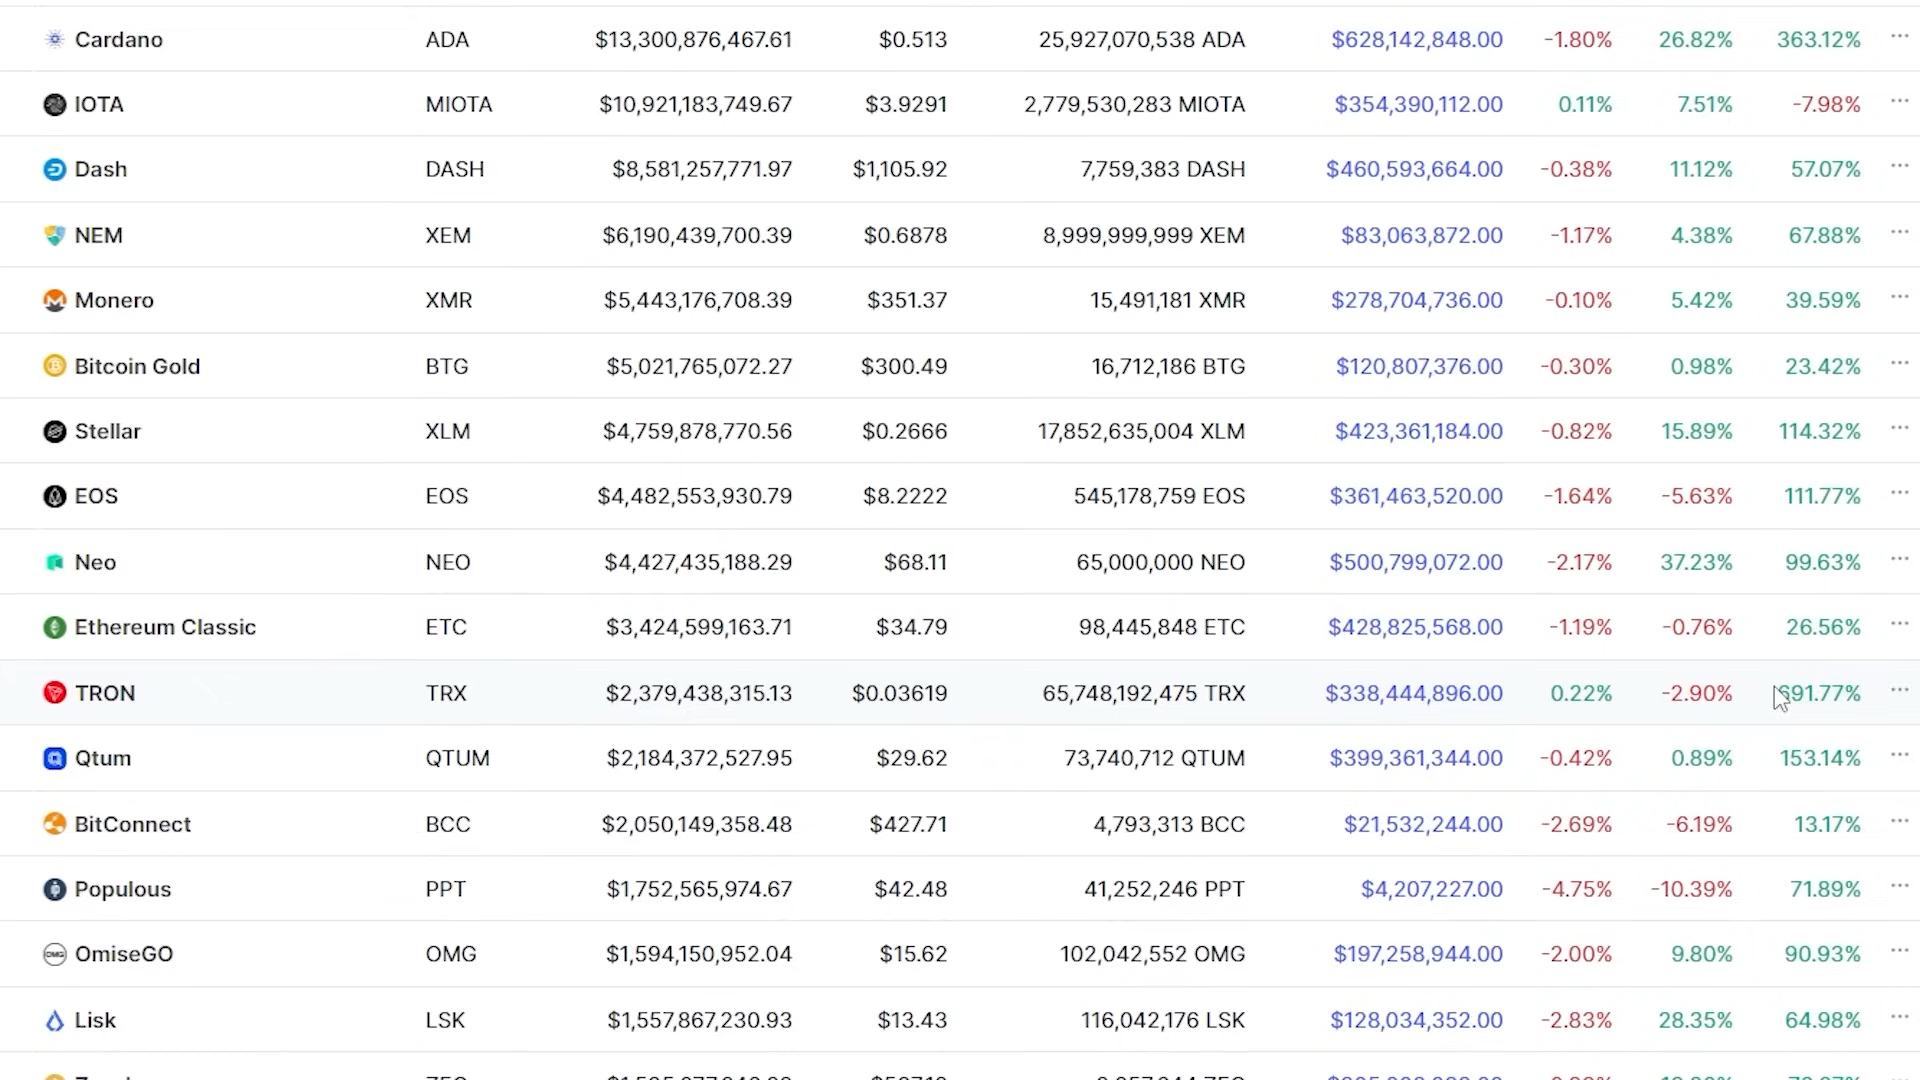 Cardano ADA $13,300,876,467.61 $0.513 25,927,070,538 ADA $628,142,848.00 -1.80% 26.82% 363.12% ...
IOTA MIOTA $10,921,183,749.67 $3.9291 2,779,530,283 MIOTA $354,390,112.00 0.11% 7.51% -7.98% ...
Dash DASH $8,581,257,771.97 $1,105.92 7,759,383 DASH $460,593,664.00 -0.38% 11.12% 57.07% ...
NEM XEM $6,190,439,700.39 $0.6878 8,999,999,999 XEM $83,063,872.00 -1.17% 4.38% 67.88% ...
Monero XMR $5,443,176,708.39 $351.37 15,491,181 XMR $278,704,736.00 -0.10% 5.42% 39.59% ...
Bitcoin Gold BTG $5,021,765,072.27 $300.49 16,712,186 BTG $120,807,376.00 -0.30% 0.98% 23.42% ...
Stellar XLM $4,759,878,770.56 $0.2666 17,852,635,004 XLM $423,361,184.00 -0.82% 15.89% 114.32% ...
EOS EOS $4,482,553,930.79 $8.2222 545,178,759 EOS $361,463,520.00 -1.64% -5.63% 111.77% ...
Neo NEO $4,427,435,188.29 $68.11 65,000,000 NEO $500,799,072.00 -2.17% 37.23% 99.63% ...
Ethereum Classic ETC $3,424,599,163.71 $34.79 98,445,848 ETC $428,825,568.00 -1.19% -0.76% 26.56% ...
TRON TRX $2,379,438,315.13 $0.03619 65,748,192,475 TRX $338,444,896.00 0.22% -2.90% 691.77% ...
Qtum QTUM $2,184,372,527.95 $29.62 73,740,712 QTUM $399,361,344.00 -0.42% 0.89% 153.14% ...
BitConnect BCC $2,050,149,358.48 $427.71 4,793,313 BCC $21,532,244.00 -2.69% -6.19% 13.17% ...
Populous PPT $1,752,565,974.67 $42.48 41,252,246 PPT $4,207,227.00 -4.75% -10.39% 71.89% ...
OMG OmiseGO OMG $1,594,150,952.04 $15.62 102,042,552 OMG $197,258,944.00 -2.00% 9.80% 90.93% ...
Lisk LSK $1,557,867,230.93 $13.43 116,042,176 LSK $128,034,352.00 -2.83% 28.35% 64.98% ...